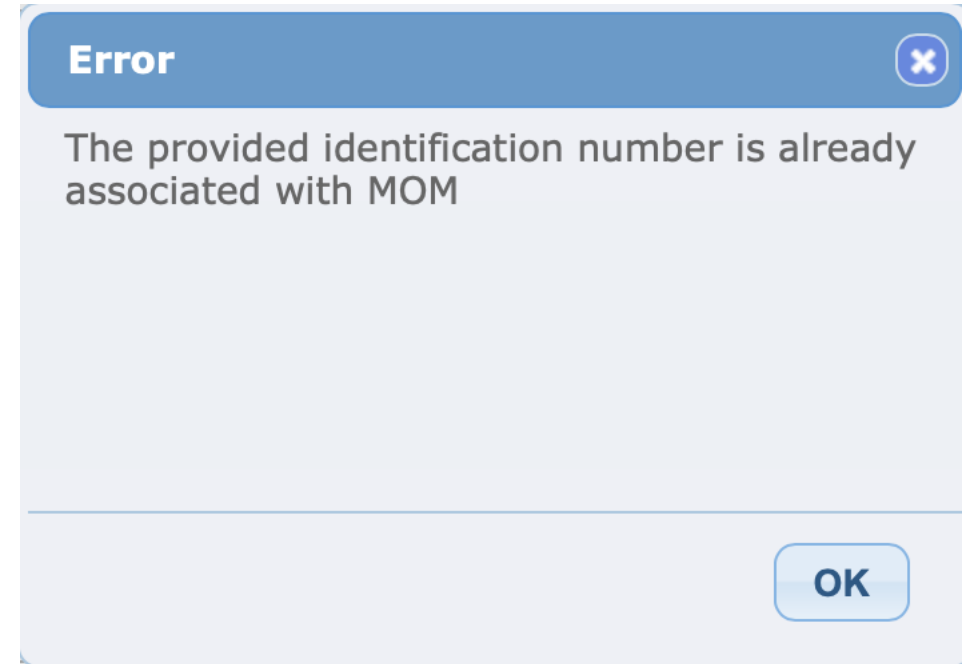 Error
The provided identification number is already
associated with MOM
OK